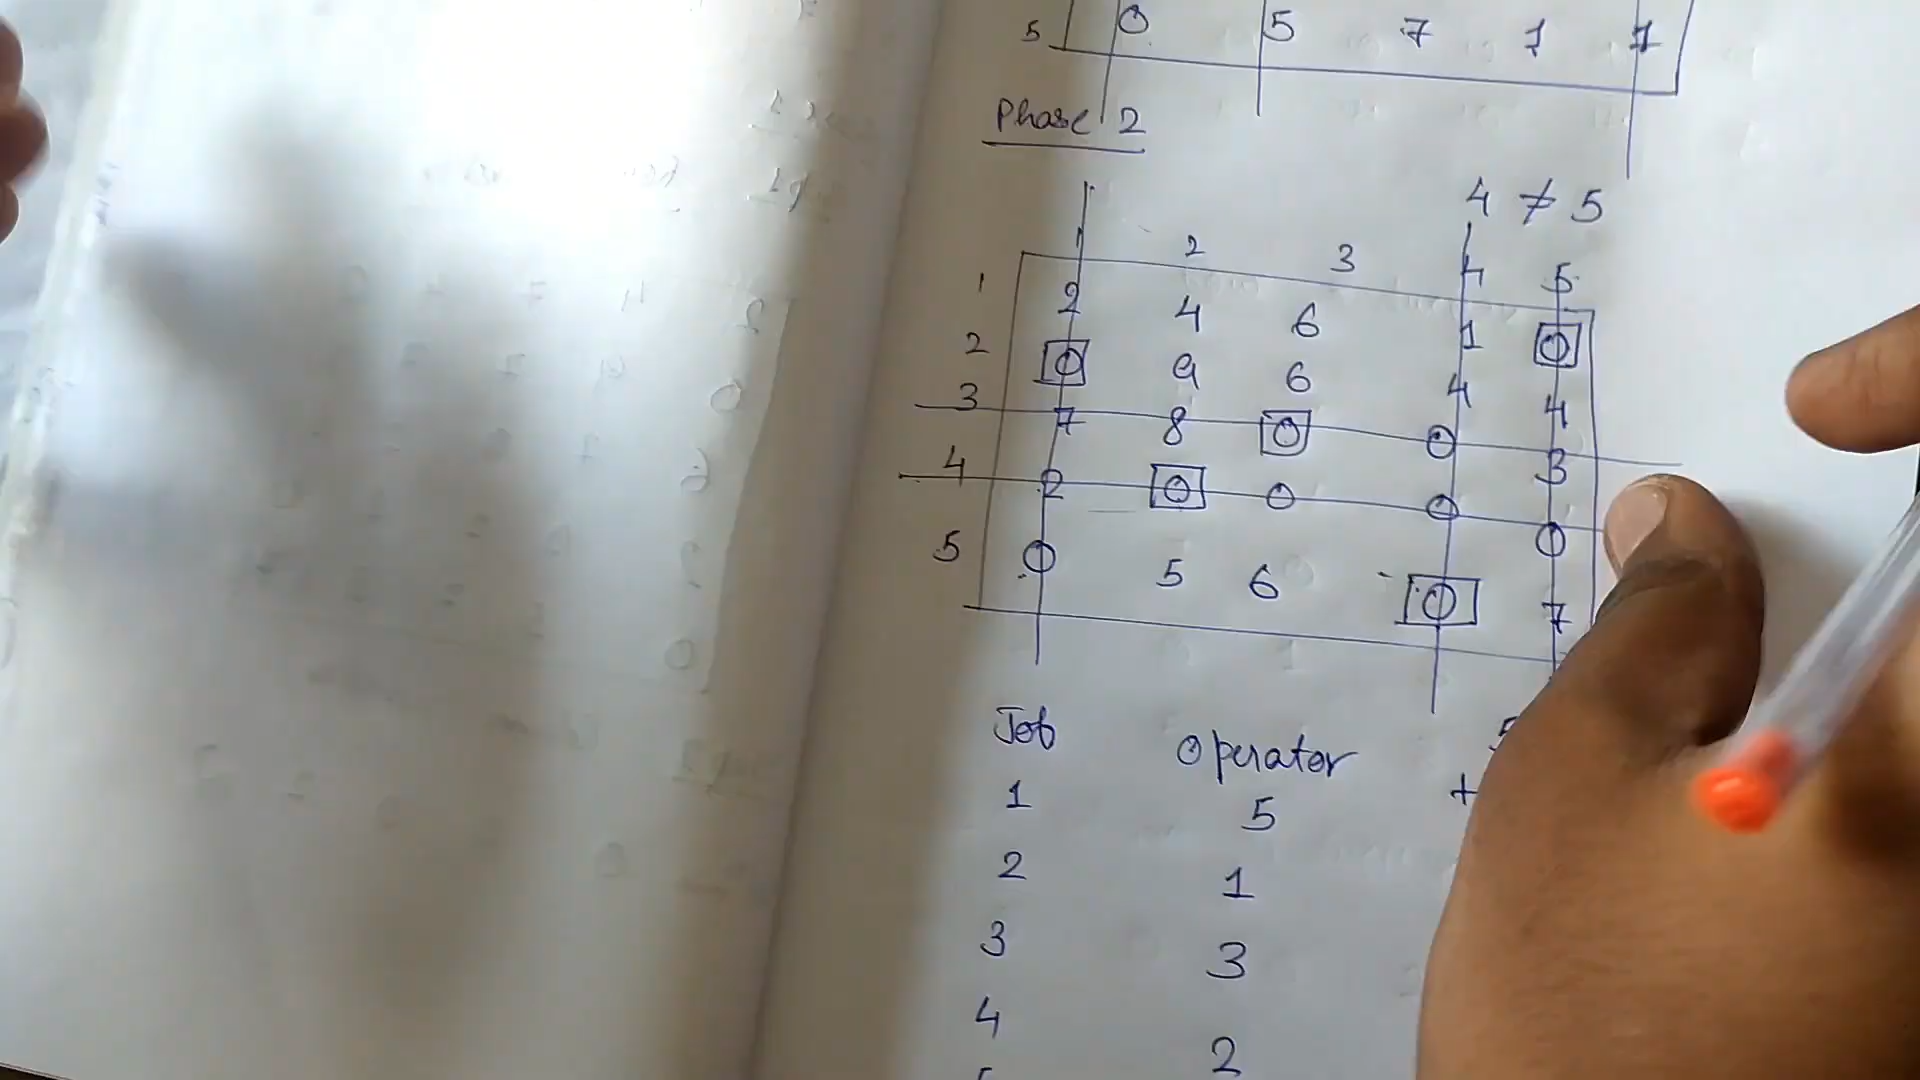 5 0 5 7 1 1
Phase 2
4 ≠ 5
1 2 3 4 5
1 2 4 6 1 0
2 0 9 6 4 4
3 7 8 0 0 3
4 2 0 0 0 0
5 0 5 6 0 7
Job Operator 5
1 5 +
2 1
3 3
4 2